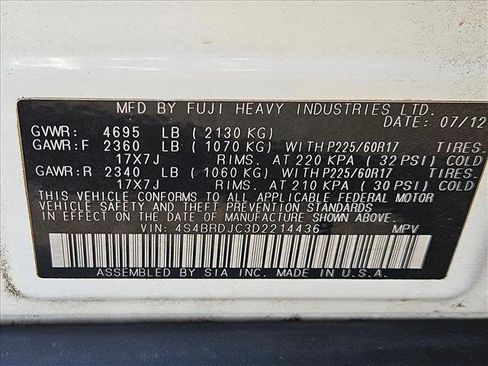 MFD BY FUJI HEAVY INDUSTRIES LTD.
DATE: 07/12
GVWR: 4695 LB (2130 KG)
GAWR:F 2360 LB (1070 KG) WITH P225/60R17 TIRES.
17X7J RIMS. AT 220 KPA (32 PSI) COLD
GAWR:R 2340 LB (1060 KG) WITH P225/60R17 TIRES.
17X7J RIMS. AT 210 KPA (30 PSI) COLD
THIS VEHICLE CONFORMS TO ALL APPLICABLE FEDERAL MOTOR
VEHICLE SAFETY, BUMPER, AND THEFT PREVENTION STANDARDS
IN EFFECT ON THE DATE OF MANUFACTURE SHOWN ABOVE.
VIN: 4S4BRDJC3D2214436 MPV
ASSEMBLED BY SIA INC. MADE IN U.S.A.